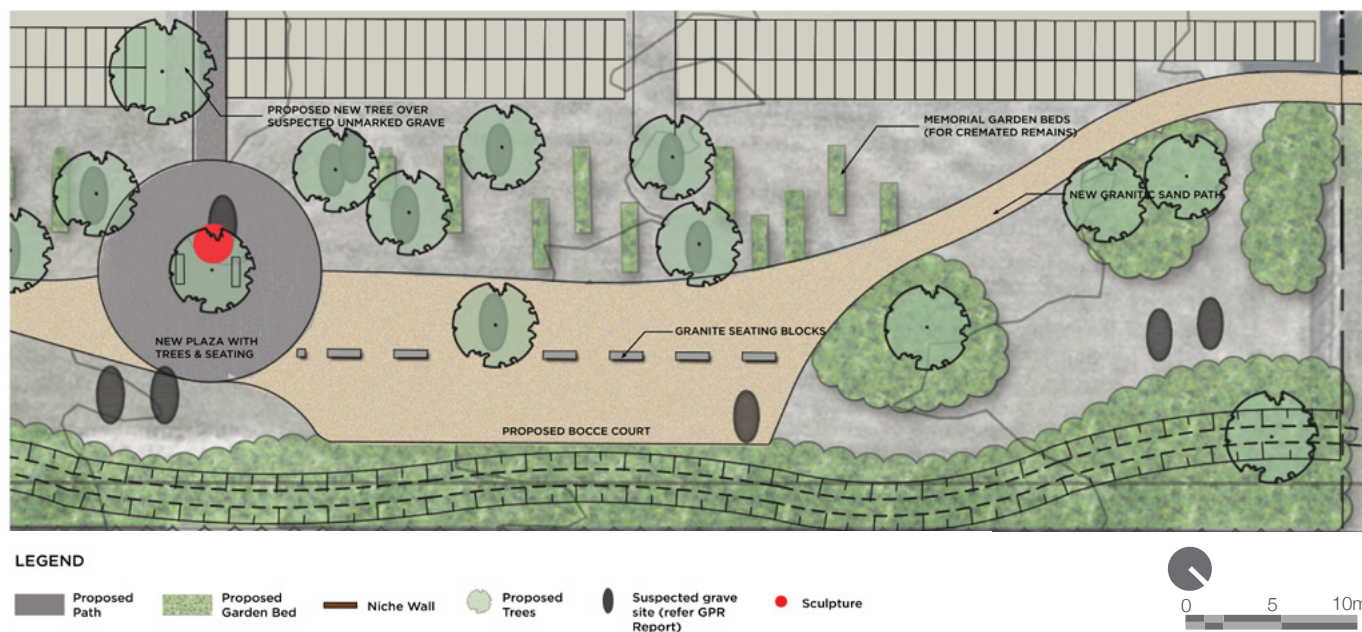 PROPOSED NEW TREE OVER
SUSPECTED UNMARKED GRAVE
MEMORIAL GARDEN BEDS
(FOR CREMATED REMAINS)
NEW GRANITIC SAND PATH
GRANITE SEATING BLOCKS
NEW PLAZA WITH
TREES & SEATING
PROPOSED BOCCE COURT
LEGEND
Proposed
Path
Proposed
Garden Bed
Niche Wall
Proposed
Trees
Suspected grave
site (refer GPR
Report)
Sculpture
0 5 10m